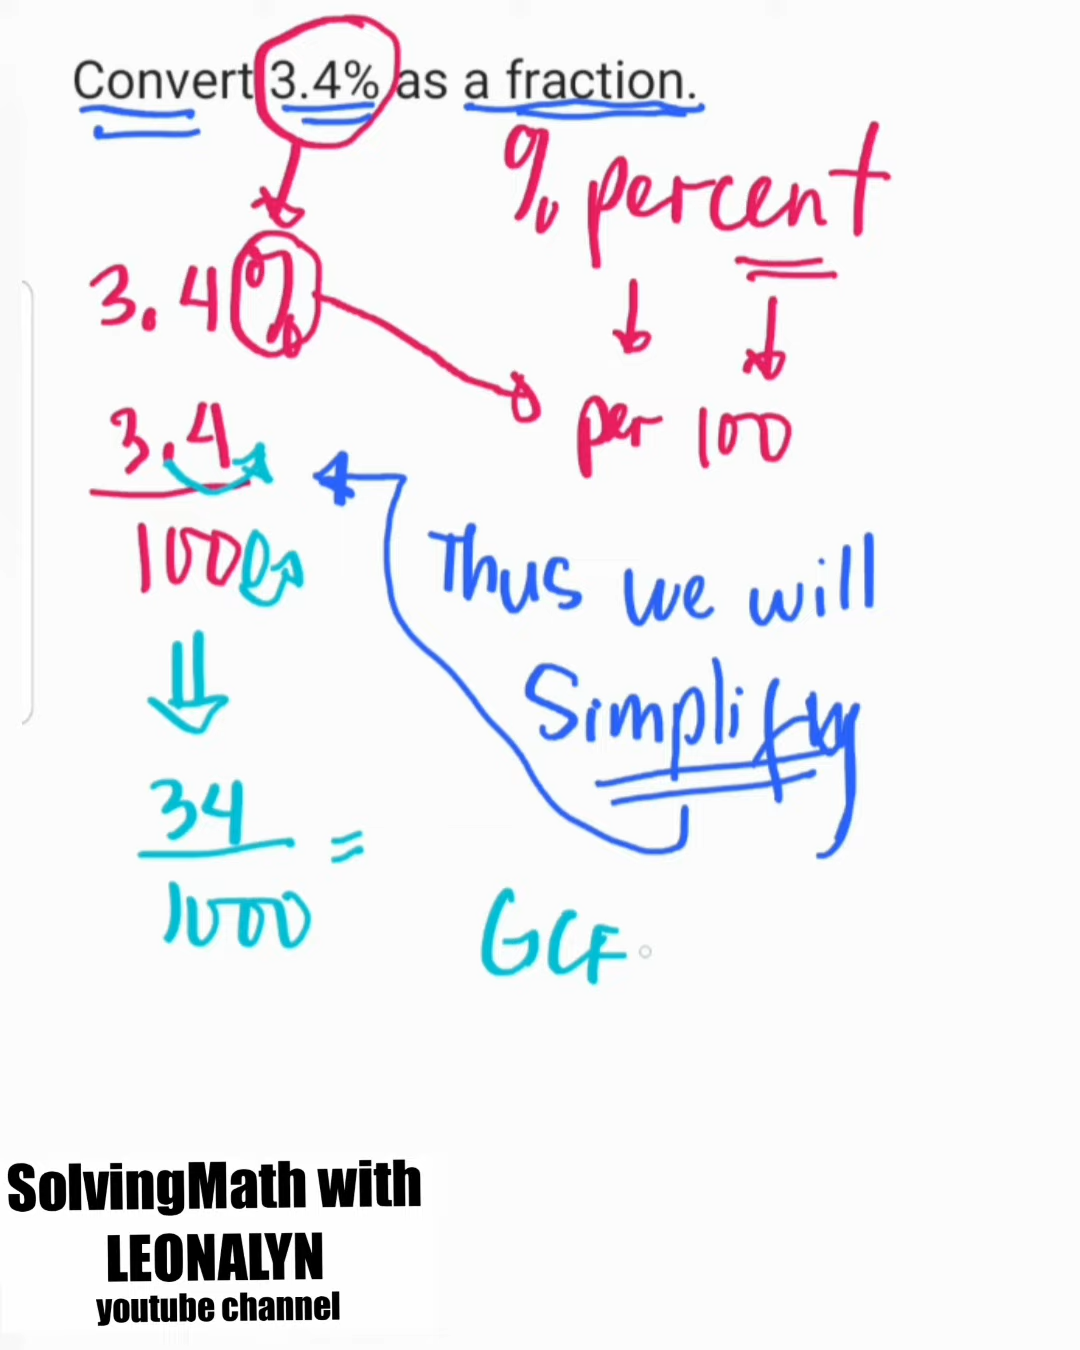 Convert 3.4% as a fraction.
% percent
3.4%
per 100
3.4
1000
Thus we will
Simplify
34
=
1000
GCF
SolvingMath with
LEONALYN
youtube channel